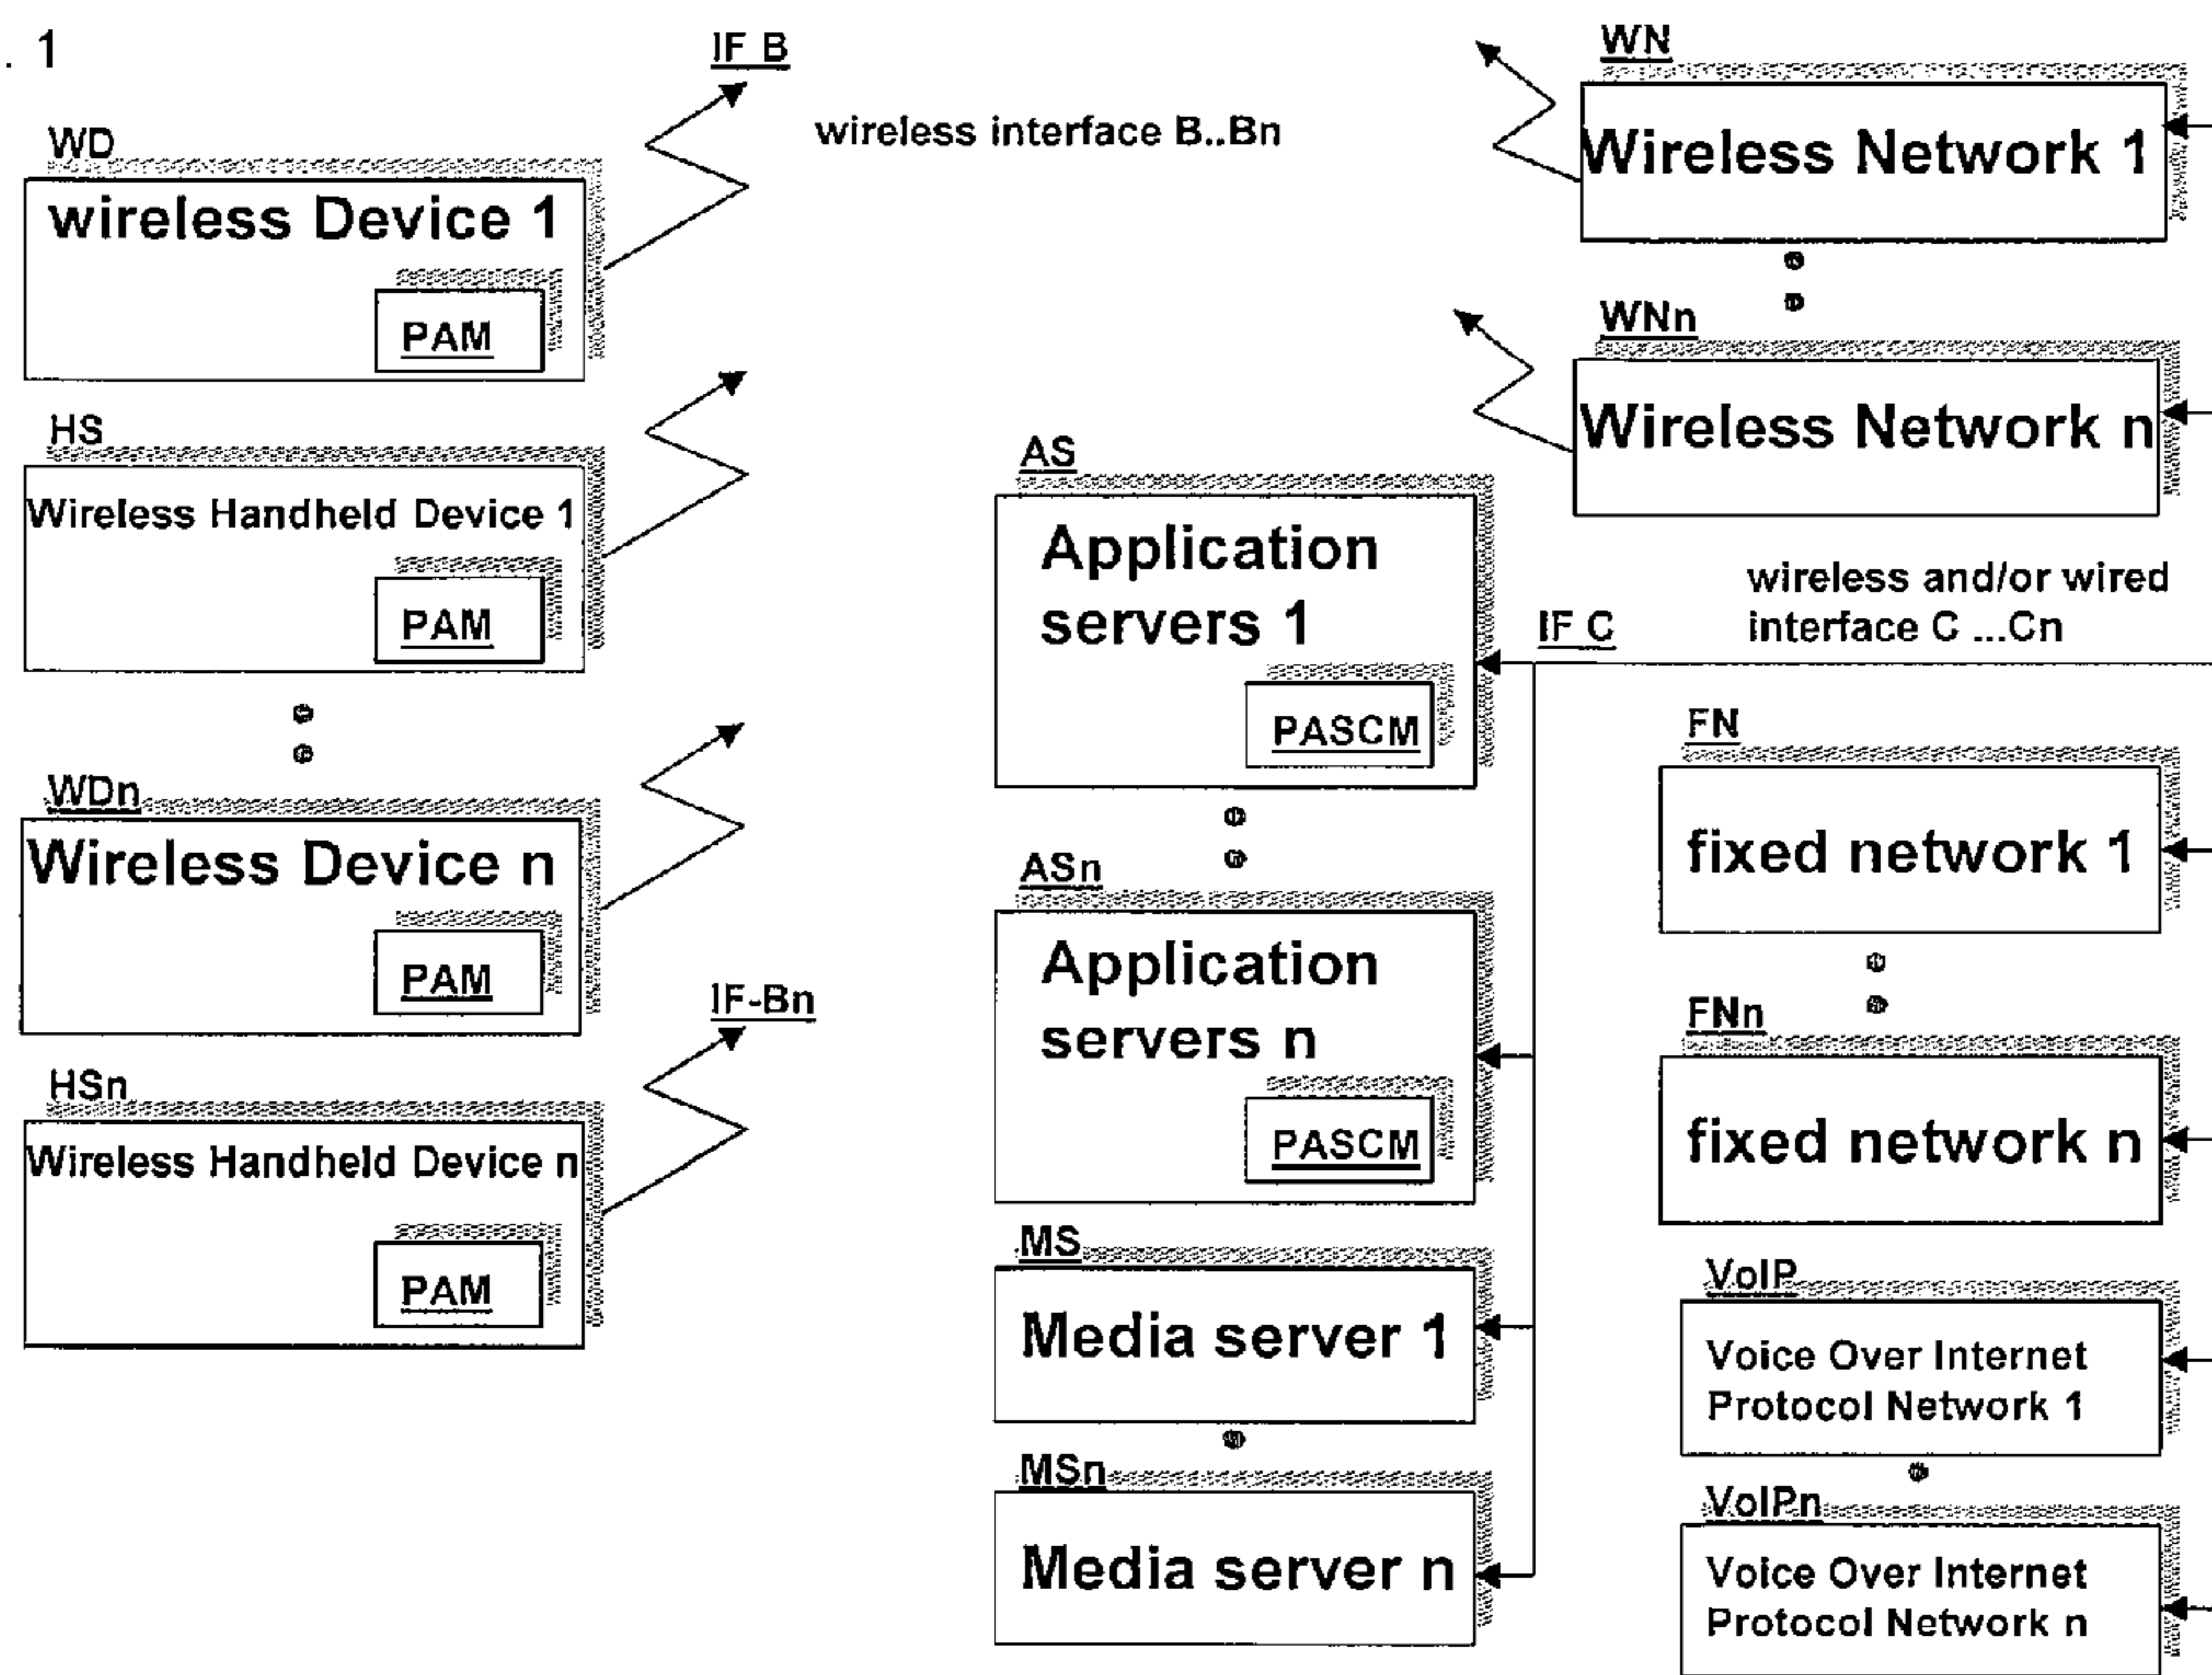 . 1
IF B
wireless interface B..Bn
WD
wireless Device 1
PAM
HS
Wireless Handheld Device 1
PAM
WDn
Wireless Device n
PAM
IF-Bn
HSn
Wireless Handheld Device n
PAM
AS
Application
servers 1
PASCM
ASn
Application
servers n
PASCM
MS
Media server 1
MSn
Media server n
WN
Wireless Network 1
WNn
Wireless Network n
IF C
wireless and/or wired
interface C ...Cn
FN
fixed network 1
FNn
fixed network n
VoIP
Voice Over Internet
Protocol Network 1
VoIPn
Voice Over Internet
Protocol Network n